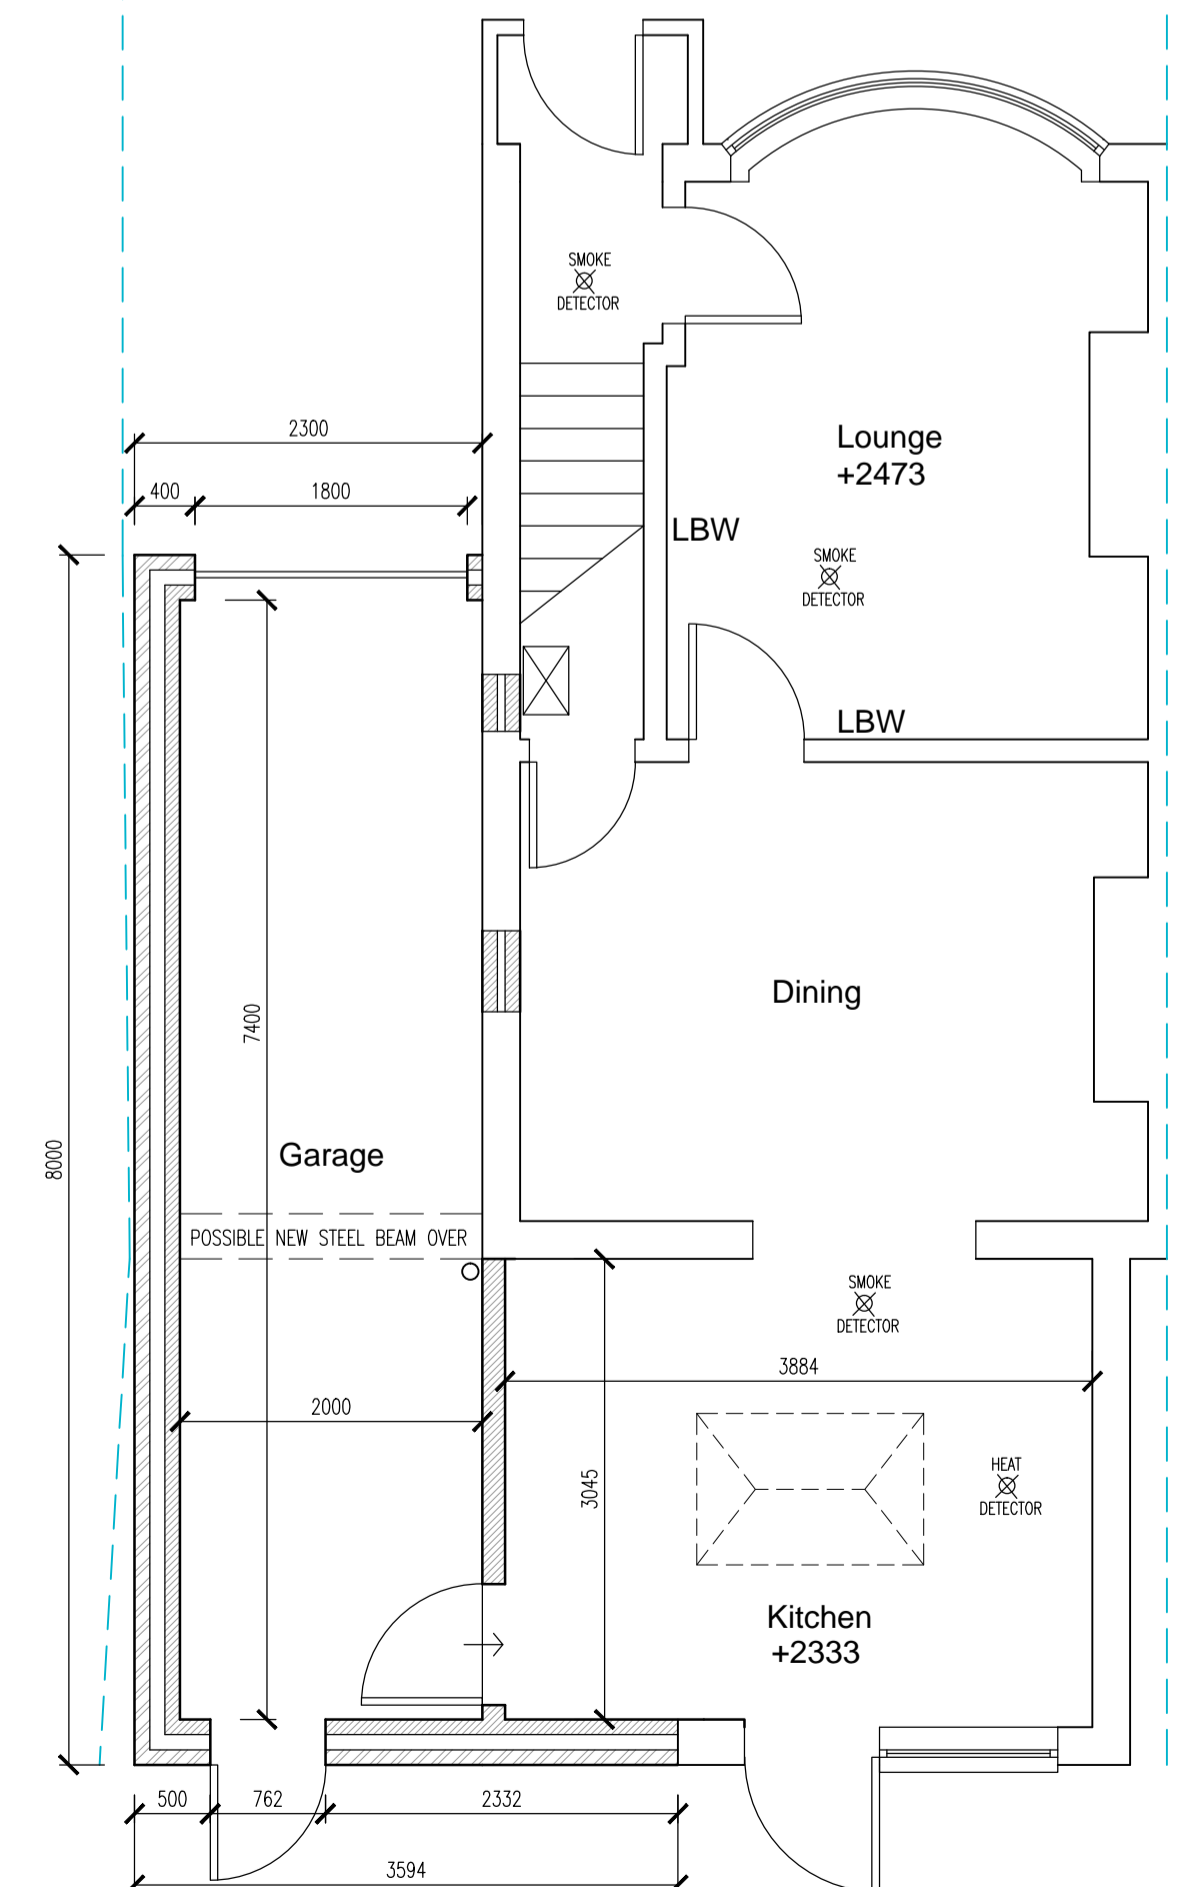 SMOKE
DETECTOR
2300
Lounge
+2473
400
1800
LBW
SMOKE
DETECTOR
LBW
Dining
7400
8000
Garage
POSSIBLE NEW STEEL BEAM OVER
SMOKE
DETECTOR
3884
2000
3045
HEAT
DETECTOR
Kitchen
+2333
500
762
2332
3594